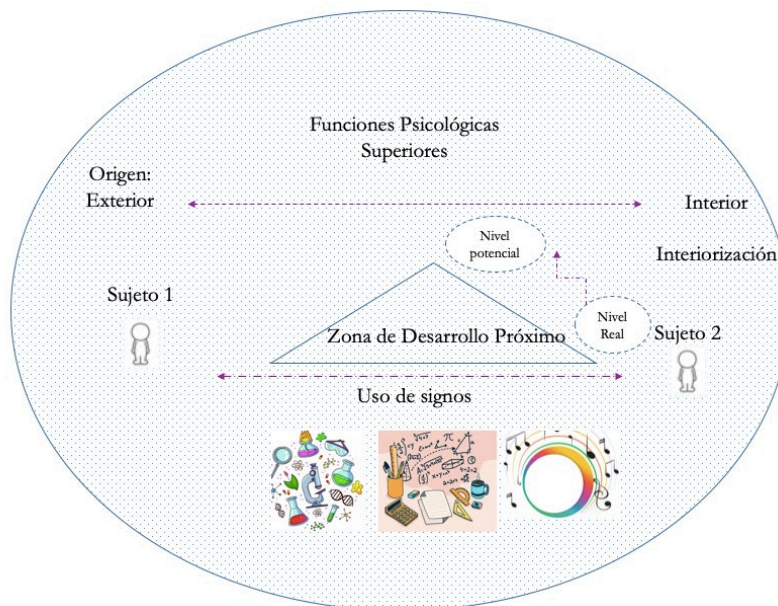 Funciones Psicológicas
Superiores
Origen:
Exterior
Interior
Nivel
potencial
Interiorización
Sujeto 1
Nivel
Real
Zona de Desarrollo Próximo
Sujeto 2
Uso de signos